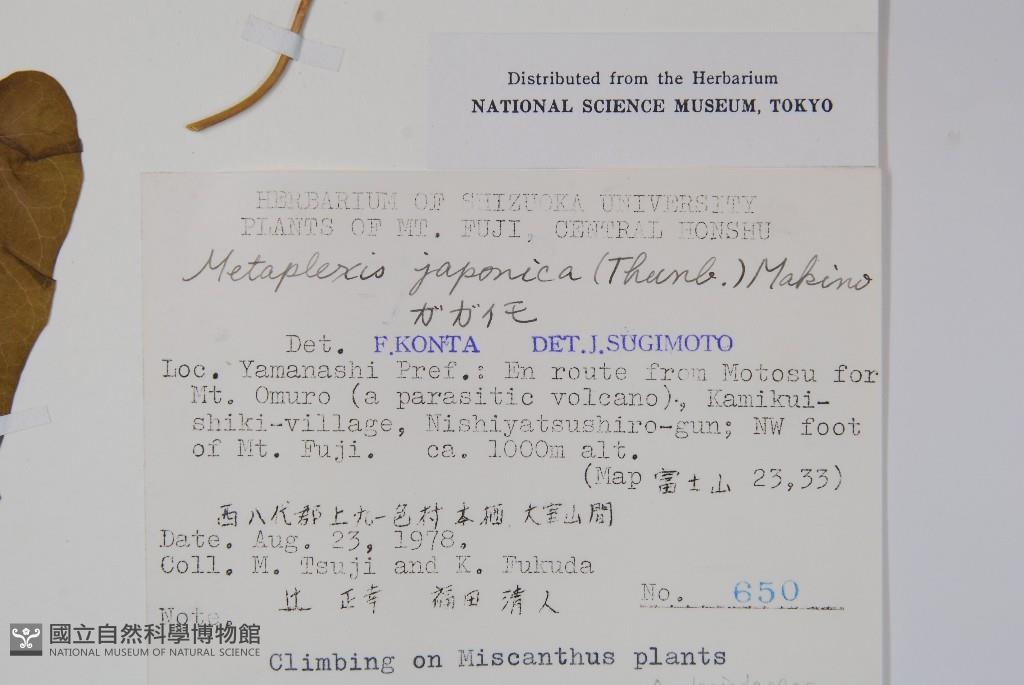 Distributed from the Herbarium
NATIONAL SCIENCE MUSEUM, TOKYO
HERBARIUM OF SHIZUOKA UNIVERSITY
PLANTS OF MT. FUJI, CENTRAL HONSHU
Metaplexis japonica (Thunb.) Makino
ガガイモ
Det. F.KONTA DET.J.SUGIMOTO
Loc. Yamanashi Pref.: En route from Motosu for
Mt. Omuro (a parasitic volcano)., Kamikui-
shiki-village, Nishiyatsushiro-gun; NW foot
of Mt. Fuji. ca. 1000m alt.
(Map 富士山 23,33)
西八代郡上九一色村 本栖 大室山間
Date. Aug. 23, 1978.
Coll. M. Tsuji and K. Fukuda
辻 正幸 福田 清人 No. 650
Note.
Climbing on Miscanthus plants
國立自然科學博物館
NATIONAL MUSEUM OF NATURAL SCIENCE